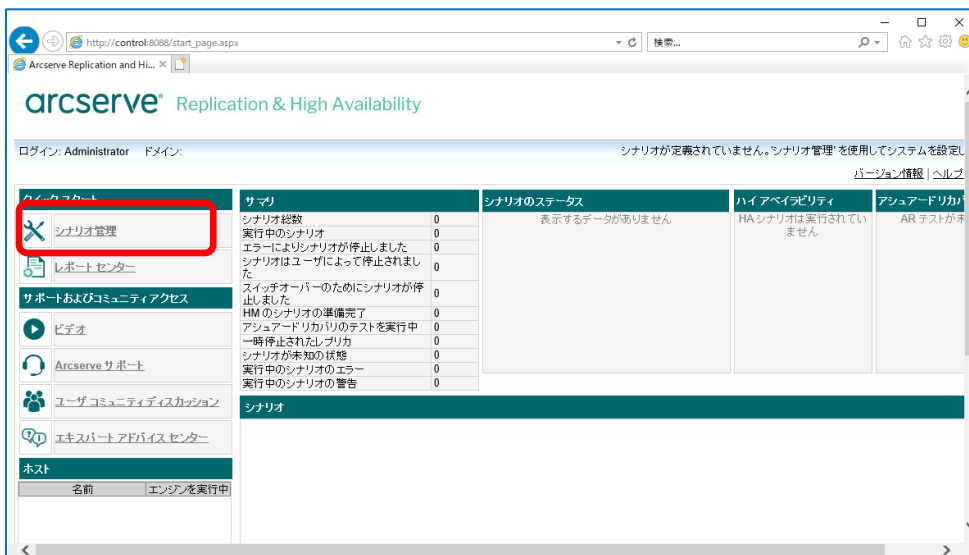 http://control:8088/start_page.aspx
検索...
Arcserve Replication and Hi...
arcserve® Replication & High Availability
ログイン: Administrator ドメイン:
シナリオが定義されていません。'シナリオ管理' を使用してシステムを設定し
バージョン情報 | ヘルプ
クイック スタート
シナリオ管理
レポート センター
サポートおよびコミュニティアクセス
ビデオ
Arcserve サポート
ユーザ コミュニティディスカッション
エキスパート アドバイス センター
ホスト
名前 エンジンを実行中
サマリ
シナリオ総数 0
実行中のシナリオ 0
エラーによりシナリオが停止しました 0
シナリオはユーザによって停止されまし
た 0
スイッチオーバーのためにシナリオが停
止しました 0
HM のシナリオの準備完了 0
アシュアードリカバリのテストを実行中 0
一時停止されたレプリカ 0
シナリオが未知の状態 0
実行中のシナリオのエラー 0
実行中のシナリオの警告 0
シナリオのステータス
表示するデータがありません
ハイ アベイラビリティ
HA シナリオは実行されてい
ません
アシュアードリカバ
AR テストが未
シナリオ